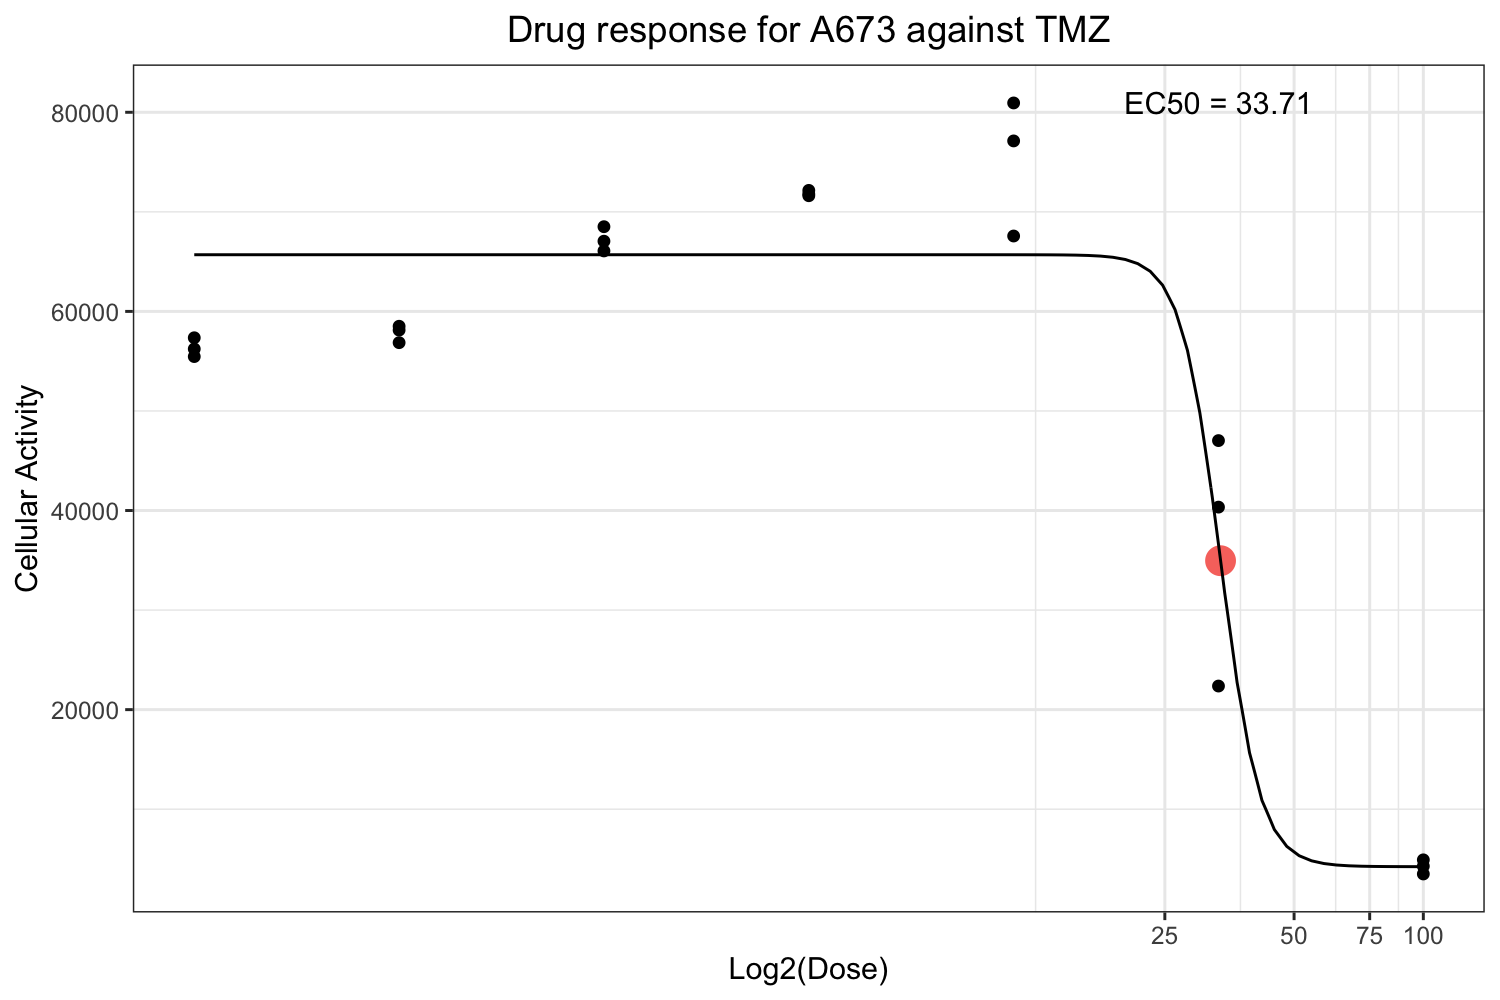 Drug response for A673 against TMZ
EC50 = 33.71
80000
60000
40000
20000
Cellular Activity
25 50 75 100
Log2(Dose)